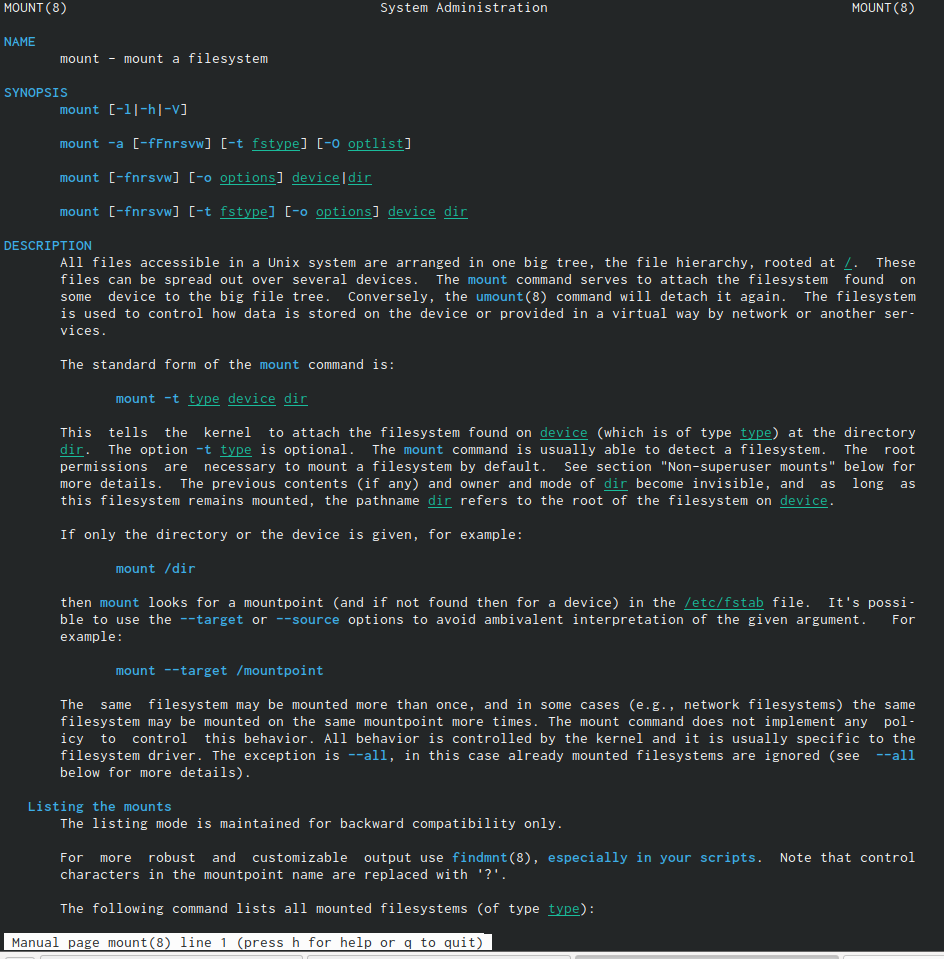 MOUNT(8) System Administration MOUNT(8)
NAME
mount - mount a filesystem
SYNOPSIS
mount [-l|-h|-V]
mount -a [-fFnrsvw] [-t fstype] [-O optlist]
mount [-fnrsvw] [-o options] device|dir
mount [-fnrsvw] [-t fstype] [-o options] device dir
DESCRIPTION
All files accessible in a Unix system are arranged in one big tree, the file hierarchy, rooted at /. These
files can be spread out over several devices. The mount command serves to attach the filesystem found on
some device to the big file tree. Conversely, the umount(8) command will detach it again. The filesystem
is used to control how data is stored on the device or provided in a virtual way by network or another ser-
vices.
The standard form of the mount command is:
mount -t type device dir
This tells the kernel to attach the filesystem found on device (which is of type type) at the directory
dir. The option -t type is optional. The mount command is usually able to detect a filesystem. The root
permissions are necessary to mount a filesystem by default. See section "Non-superuser mounts" below for
more details. The previous contents (if any) and owner and mode of dir become invisible, and as long as
this filesystem remains mounted, the pathname dir refers to the root of the filesystem on device.
If only the directory or the device is given, for example:
mount /dir
then mount looks for a mountpoint (and if not found then for a device) in the /etc/fstab file. It's possi-
ble to use the --target or --source options to avoid ambivalent interpretation of the given argument. For
example:
mount --target /mountpoint
The same filesystem may be mounted more than once, and in some cases (e.g., network filesystems) the same
filesystem may be mounted on the same mountpoint more times. The mount command does not implement any pol-
icy to control this behavior. All behavior is controlled by the kernel and it is usually specific to the
filesystem driver. The exception is --all, in this case already mounted filesystems are ignored (see --all
below for more details).
Listing the mounts
The listing mode is maintained for backward compatibility only.
For more robust and customizable output use findmnt(8), especially in your scripts. Note that control
characters in the mountpoint name are replaced with '?'.
The following command lists all mounted filesystems (of type type):
Manual page mount(8) line 1 (press h for help or q to quit)